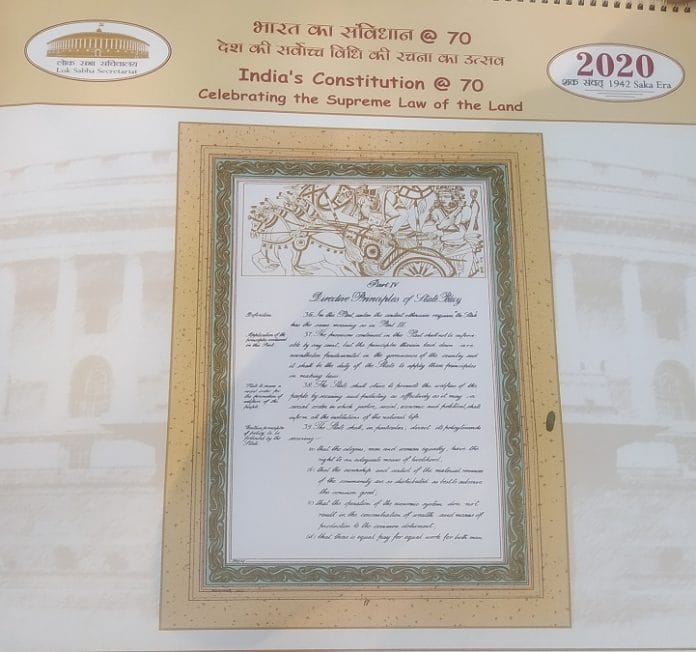 भारत का संविधान @ 70
देश की सर्वोच्च विधि की रचना का उत्सव
India's Constitution @ 70
Celebrating the Supreme Law of the Land
लोक सभा सचिवालय
Lok Sabha Secretariat
2020
शक संवत् 1942 Saka Era
Part IV
Directive Principles of State Policy
Definition.
36. In this Part, unless the context otherwise requires, "the State"
has the same meaning as in Part III.
Application of the
principles contained
in this Part.
37. The provisions contained in this Part shall not be enforce-
able by any court, but the principles therein laid down are
nevertheless fundamental in the governance of the country and
it shall be the duty of the State to apply these principles
in making laws.
State to secure a
social order for
the promotion of
welfare of the
people.
38. The State shall strive to promote the welfare of the
people by securing and protecting as effectively as it may a
social order in which justice, social, economic and political, shall
inform all the institutions of the national life.
Certain principles
of policy to be
followed by the
State.
39. The State shall, in particular, direct its policy towards
securing—
(a) that the citizens, men and women equally, have the
right to an adequate means of livelihood;
(b) that the ownership and control of the material resources
of the community are so distributed as best to subserve
the common good;
(c) that the operation of the economic system does not
result in the concentration of wealth and means of
production to the common detriment;
(d) that there is equal pay for equal work for both men
17